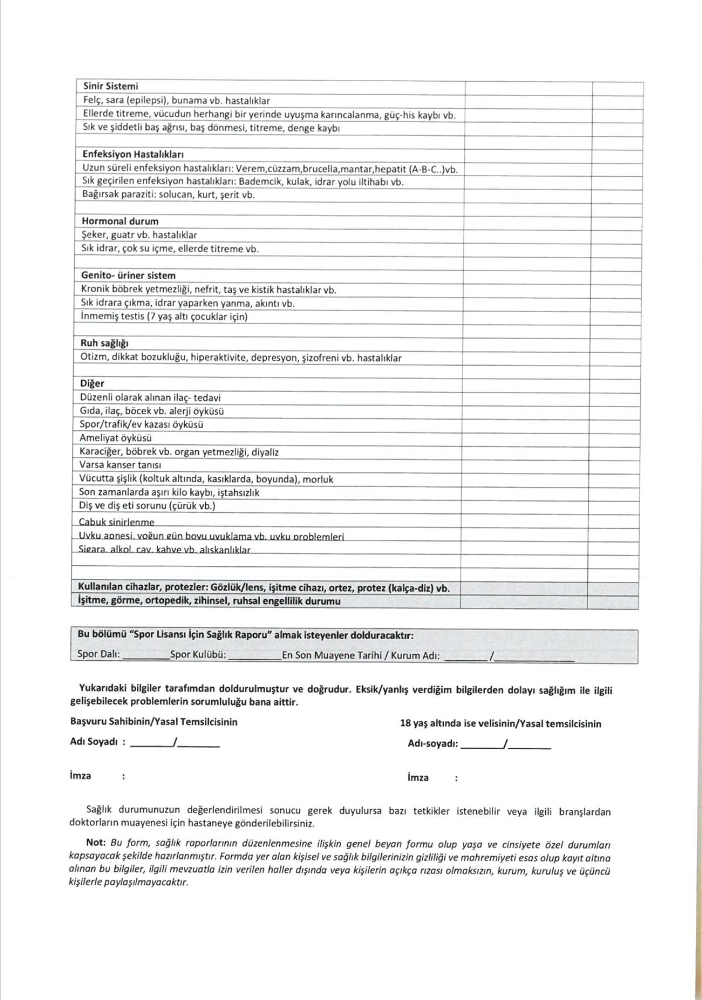 Sinir Sistemi
Felç, sara (epilepsi), bunama vb. hastalıklar
Ellerde titreme, vücudun herhangi bir yerinde uyuşma karıncalanma, güç-his kaybı vb.
Sık ve şiddetli baş ağrısı, baş dönmesi, titreme, denge kaybı
Enfeksiyon Hastalıkları
Uzun süreli enfeksiyon hastalıkları: Verem,cüzzam,brucella,mantar,hepatit (A-B-C..)vb.
Sık geçirilen enfeksiyon hastalıkları: Bademcik, kulak, idrar yolu iltihabı vb.
Bağırsak paraziti: solucan, kurt, şerit vb.
Hormonal durum
Şeker, guatr vb. hastalıklar
Sık idrar, çok su içme, ellerde titreme vb.
Genito- üriner sistem
Kronik böbrek yetmezliği, nefrit, taş ve kistik hastalıklar vb.
Sık idrara çıkma, idrar yaparken yanma, akıntı vb.
İnmemiş testis (7 yaş altı çocuklar için)
Ruh sağlığı
Otizm, dikkat bozukluğu, hiperaktivite, depresyon, şizofreni vb. hastalıklar
Diğer
Düzenli olarak alınan ilaç- tedavi
Gıda, ilaç, böcek vb. alerji öyküsü
Spor/trafik/ev kazası öyküsü
Ameliyat öyküsü
Karaciğer, böbrek vb. organ yetmezliği, diyaliz
Varsa kanser tanısı
Vücutta şişlik (koltuk altında, kasıklarda, boyunda), morluk
Son zamanlarda aşırı kilo kaybı, iştahsızlık
Diş ve diş eti sorunu (çürük vb.)
Çabuk sinirlenme
Uyku apnesi, yoğun gün boyu uyuklama vb. uyku problemleri
Sigara, alkol, çay, kahve vb. alışkanlıklar
Kullanılan cihazlar, protezler: Gözlük/lens, işitme cihazı, ortez, protez (kalça-diz) vb.
İşitme, görme, ortopedik, zihinsel, ruhsal engellilik durumu
Bu bölümü “Spor Lisansı İçin Sağlık Raporu” almak isteyenler dolduracaktır:
Spor Dalı: ________Spor Kulübü: _________En Son Muayene Tarihi / Kurum Adı: _______/_____________
Yukarıdaki bilgiler tarafımdan doldurulmuştur ve doğrudur. Eksik/yanlış verdiğim bilgilerden dolayı sağlığım ile ilgili
gelişebilecek problemlerin sorumluluğu bana aittir.
Başvuru Sahibinin/Yasal Temsilcisinin 18 yaş altında ise velisinin/Yasal temsilcisinin
Adı Soyadı : _______/_______ Adı-soyadı: _______/_______
İmza : İmza :
Sağlık durumunuzun değerlendirilmesi sonucu gerek duyulursa bazı tetkikler istenebilir veya ilgili branşlardan
doktorların muayenesi için hastaneye gönderilebilirsiniz.
Not: Bu form, sağlık raporlarının düzenlenmesine ilişkin genel beyan formu olup yaşa ve cinsiyete özel durumları
kapsayacak şekilde hazırlanmıştır. Formda yer alan kişisel ve sağlık bilgilerinizin gizliliği ve mahremiyeti esas olup kayıt altına
alınan bu bilgiler, ilgili mevzuatla izin verilen haller dışında veya kişilerin açıkça rızası olmaksızın, kurum, kuruluş ve üçüncü
kişilerle paylaşılmayacaktır.